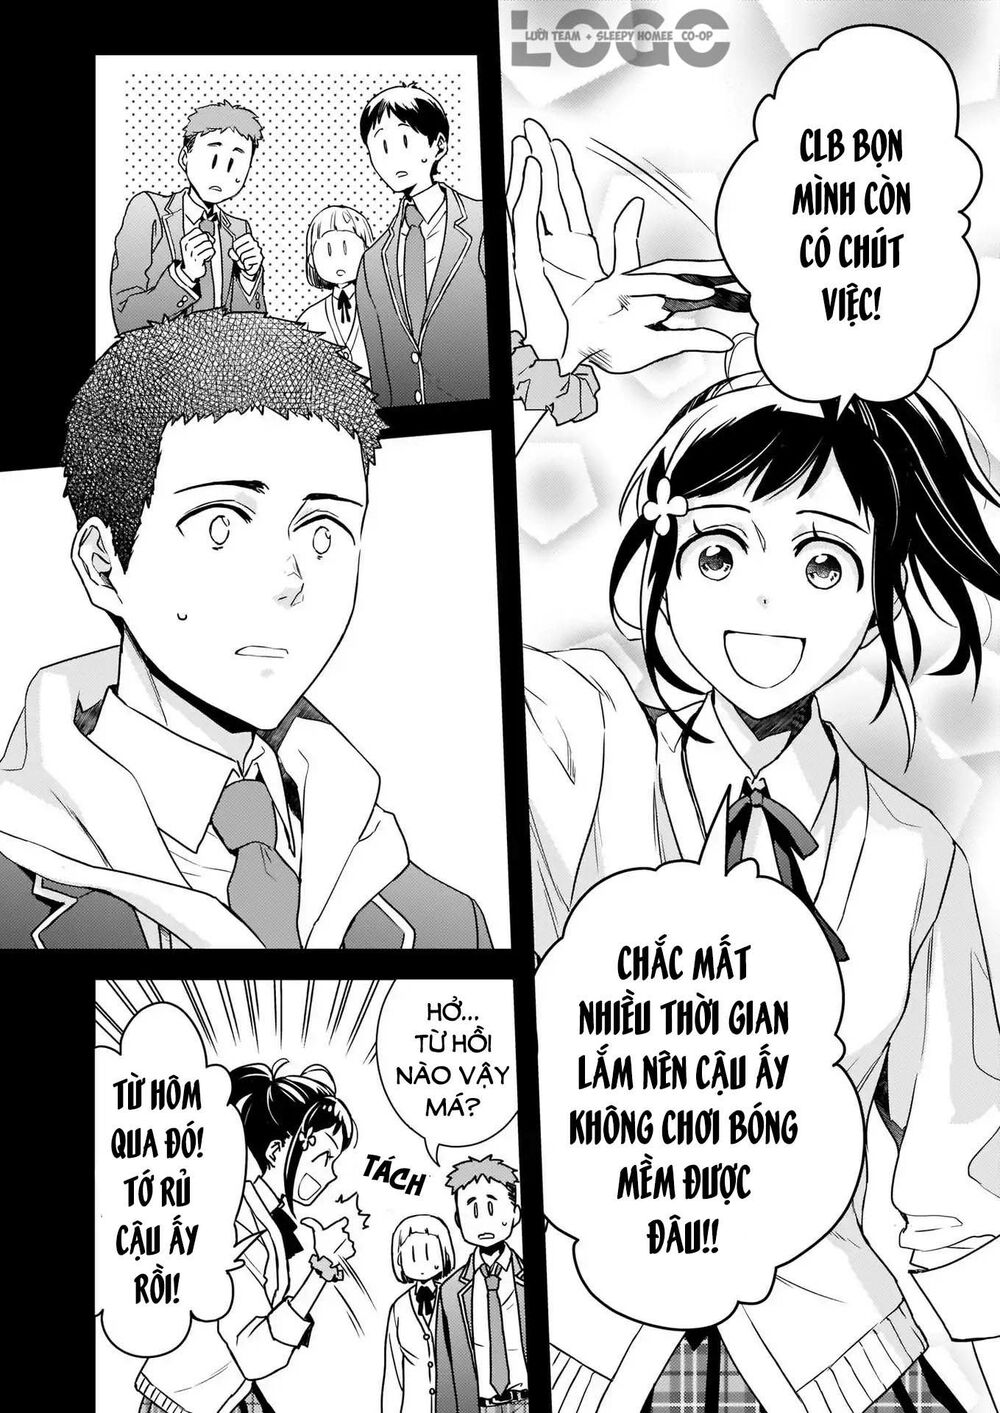 LOGO
LƯỜI TEAM + SLEEPY HOMEE CO-OP
CLB BỌN
MÌNH CÒN
CÓ CHÚT
VIỆC!
CHẮC MẤT
NHIỀU THỜI GIAN
LẮM NÊN CẬU ẤY
KHÔNG CHƠI BÓNG
MỀM ĐƯỢC
ĐÂU!!
HỞ...
TỪ HỒI
NÀO VẬY
MÁ?
TÁCH
TỪ HÔM
QUA ĐÓ!
TỚ RỦ
CẬU ẤY
RỒI!